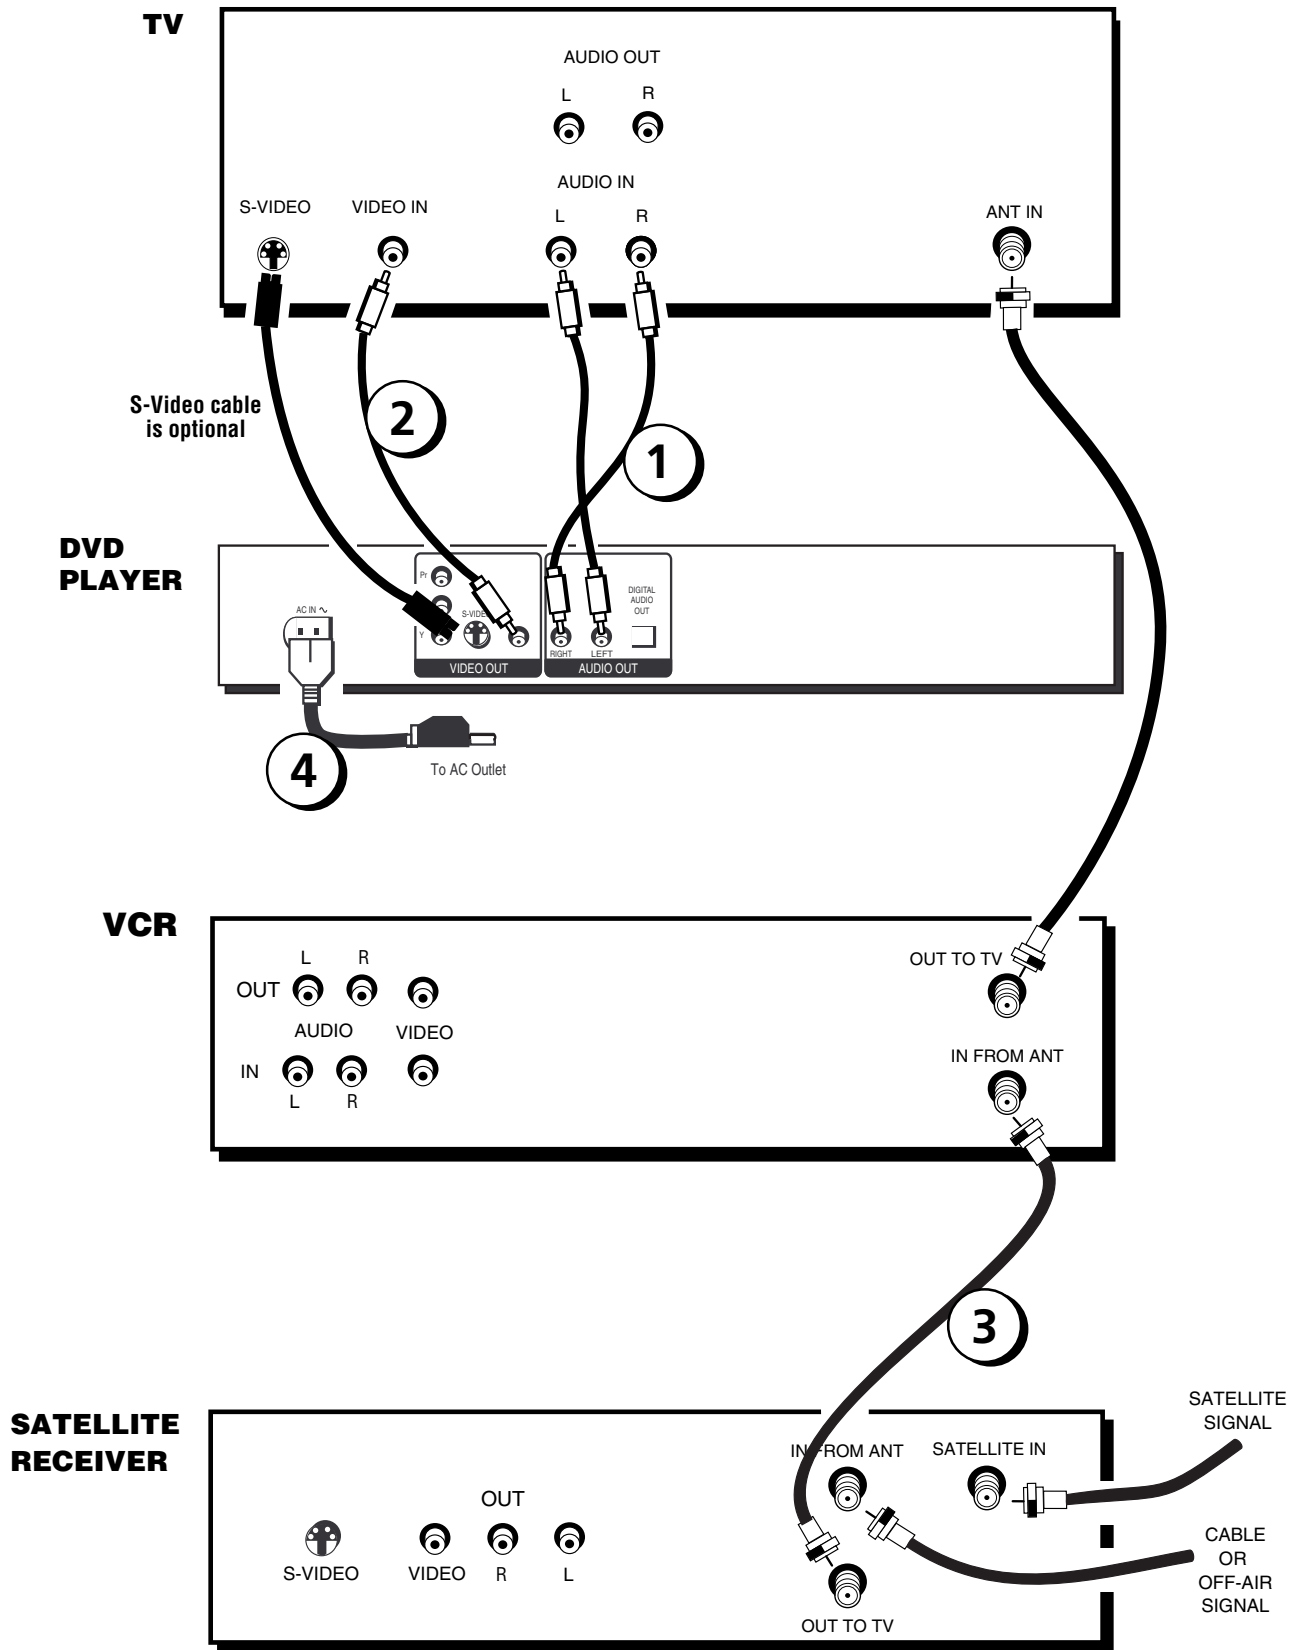 TV
AUDIO OUT
L R
AUDIO IN
S-VIDEO VIDEO IN L R ANT IN
S-Video cable
is optional
2
1
DVD
PLAYER
AC IN
Pr
Y
S-VIDEO
VIDEO OUT
DIGITAL
AUDIO
OUT
RIGHT LEFT
AUDIO OUT
4
To AC Outlet
VCR
L R
OUT
AUDIO VIDEO
IN
L R
OUT TO TV
IN FROM ANT
3
SATELLITE
RECEIVER
SATELLITE
SIGNAL
IN FROM ANT SATELLITE IN
OUT
S-VIDEO VIDEO R L
OUT TO TV
CABLE
OR
OFF-AIR
SIGNAL